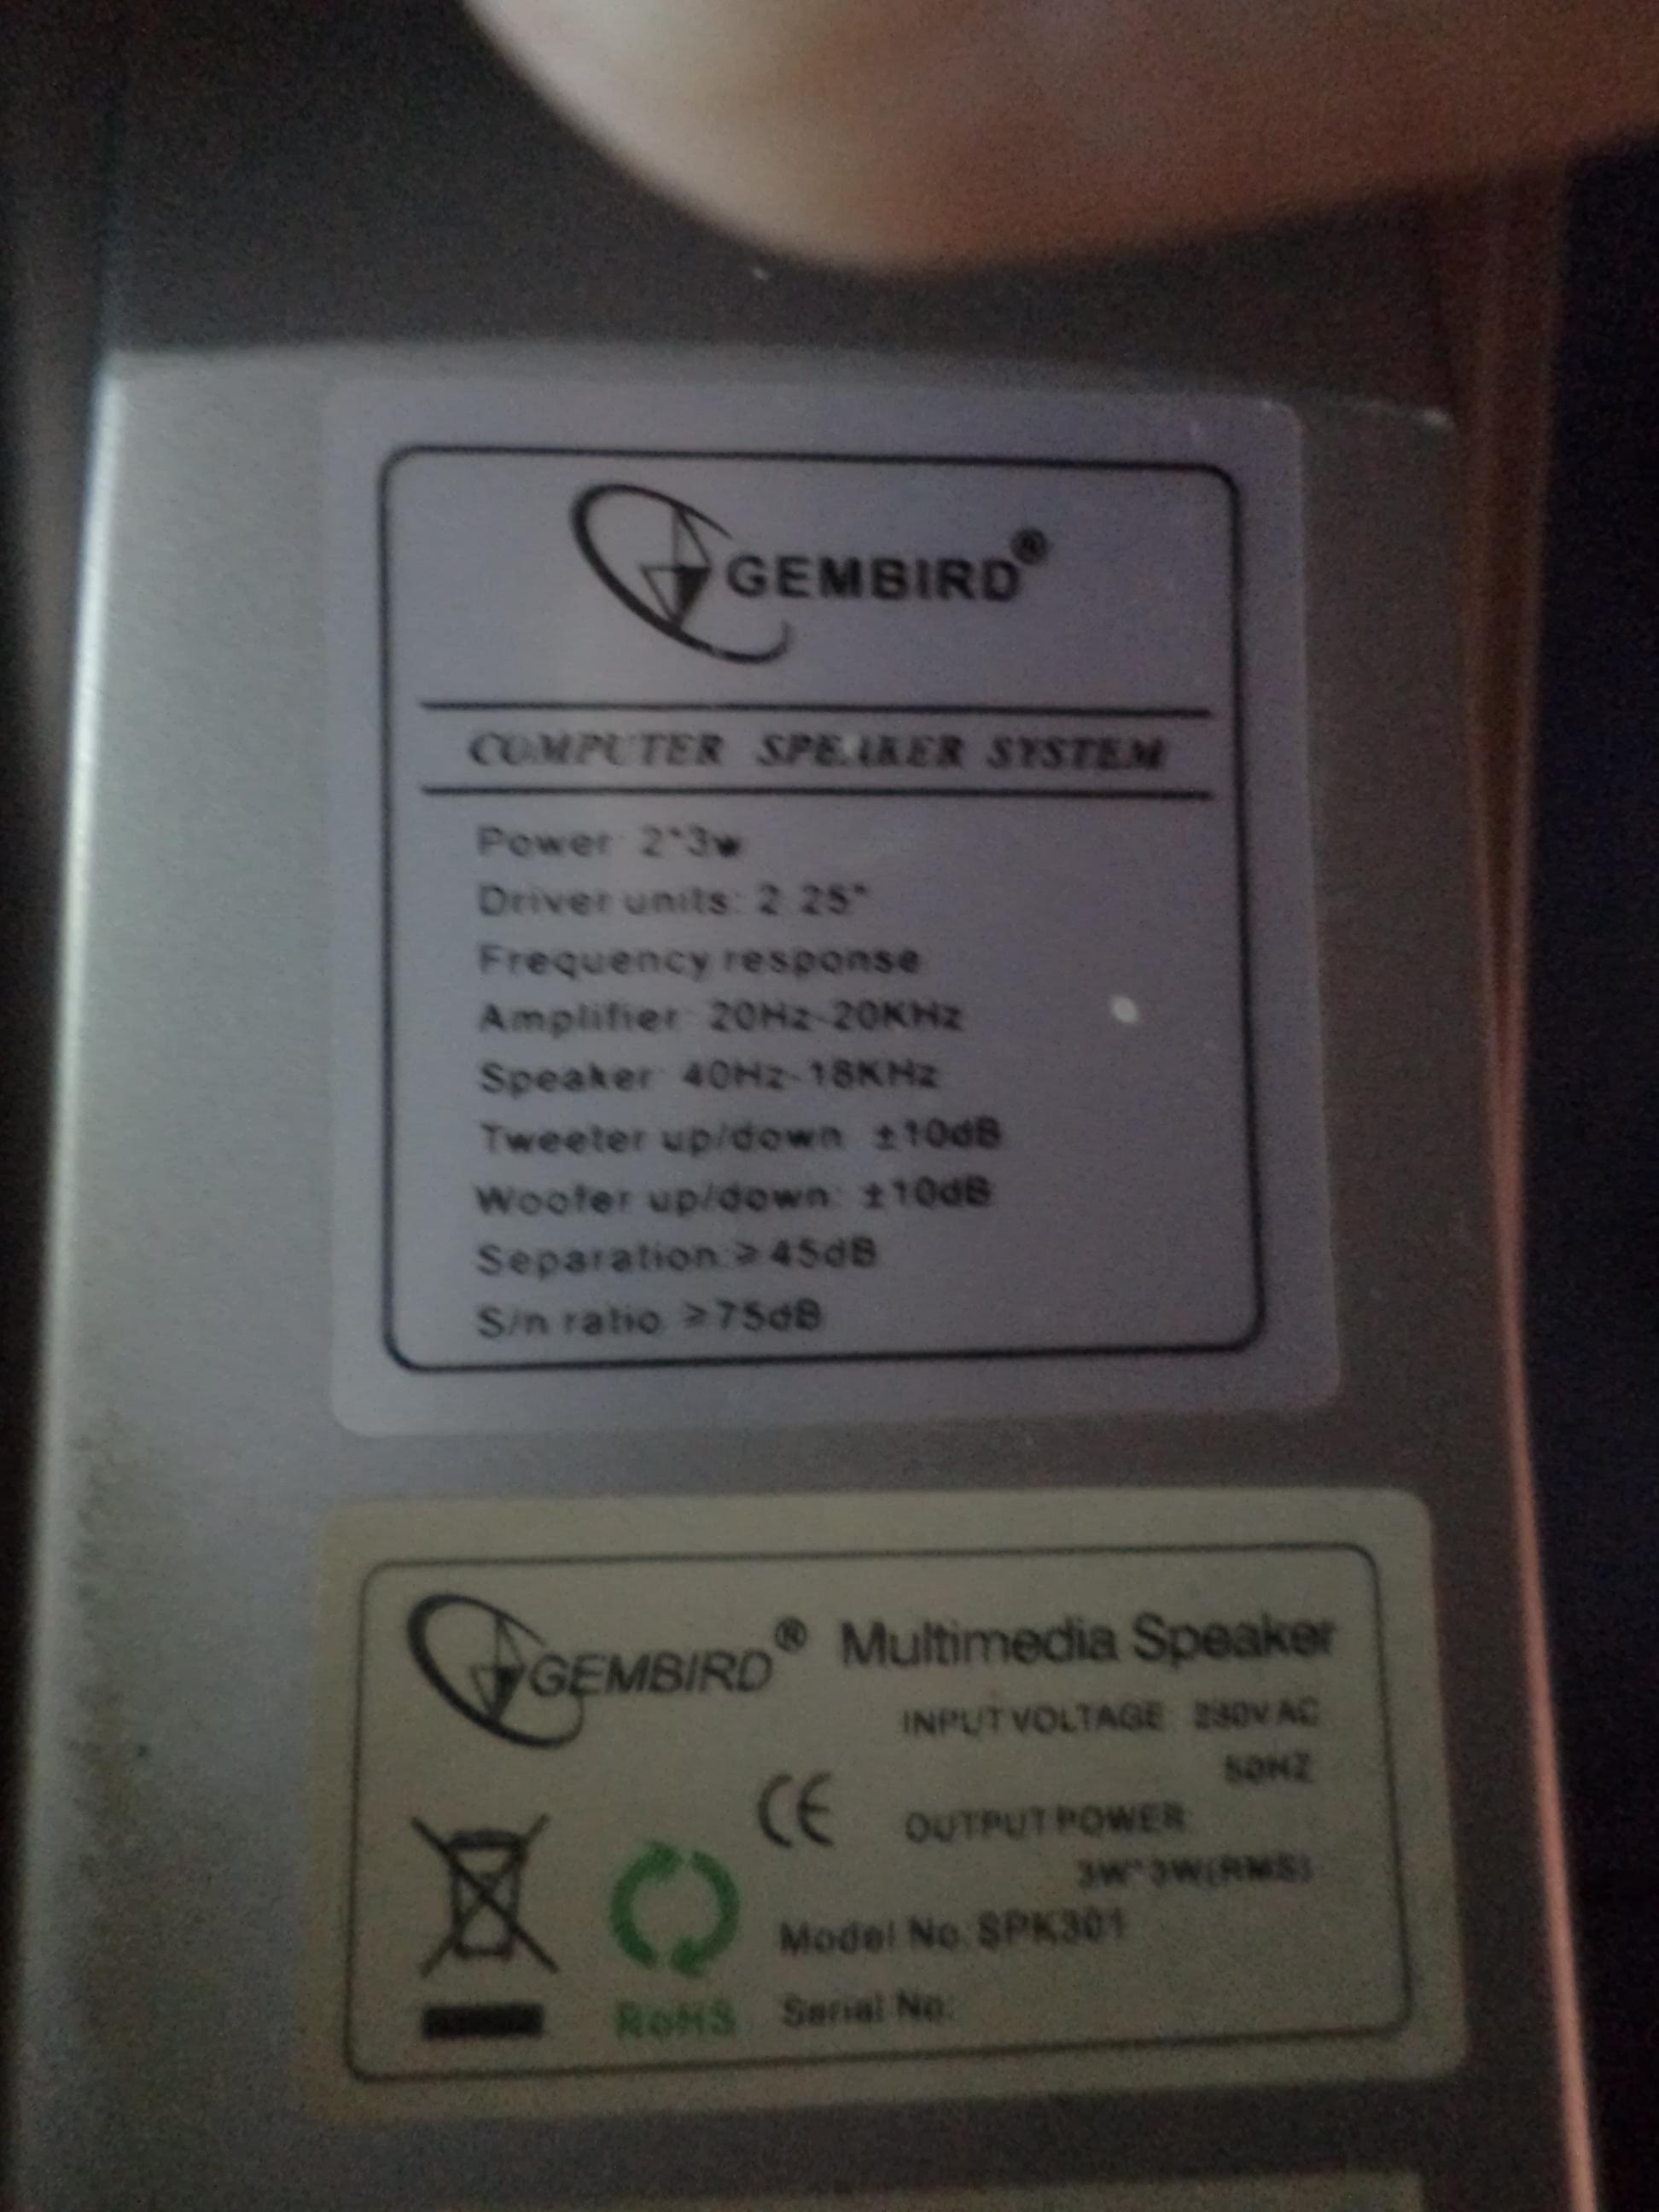 GEMBIRD®
COMPUTER SPEAKER SYSTEM
Power: 2*3w
Driver units: 2.25"
Frequency response
Amplifier: 20Hz-20KHz
Speaker: 40Hz-18KHz
Tweeter up/down: ±10dB
Woofer up/down: ±10dB
Separation:≥45dB
S/n ratio: ≥75dB
GEMBIRD® Multimedia Speaker
INPUT VOLTAGE: 230V AC
50HZ
CE
OUTPUT POWER:
3W*3W(RMS)
Model No.:SPK301
RoHS
Serial No: